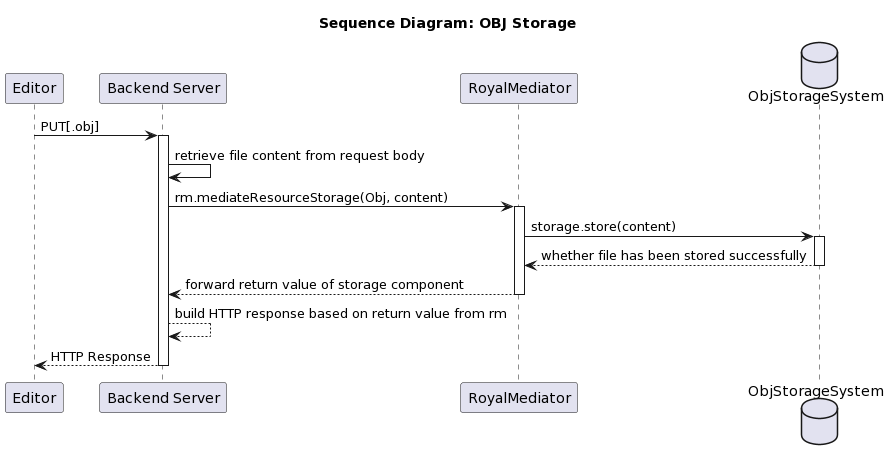 Sequence Diagram: OBJ Storage
Editor
Backend Server
RoyalMediator
ObjStorageSystem
PUT[.obj]
retrieve file content from request body
rm.mediateResourceStorage(Obj, content)
storage.store(content)
whether file has been stored successfully
forward return value of storage component
build HTTP response based on return value from rm
HTTP Response
Editor
Backend Server
RoyalMediator
ObjStorageSystem